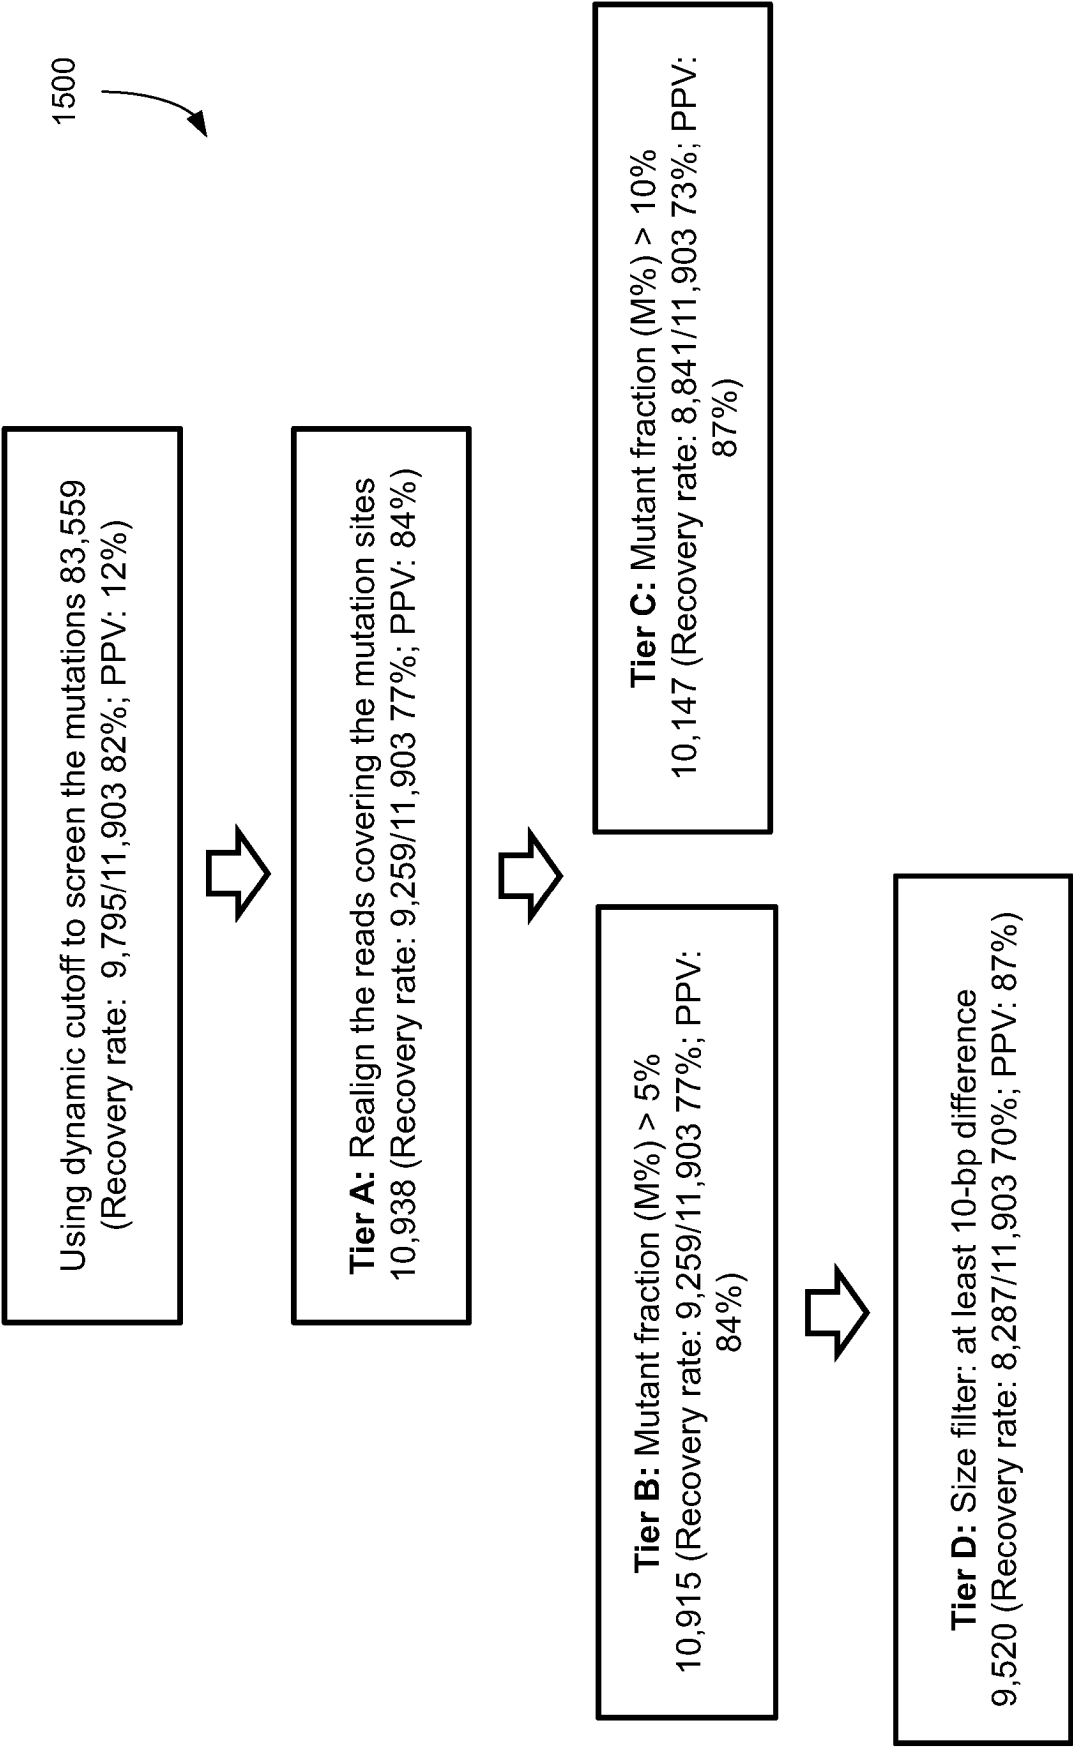 1500
Using dynamic cutoff to screen the mutations 83,559
(Recovery rate: 9,795/11,903 82%; PPV: 12%)
Tier A: Realign the reads covering the mutation sites
10,938 (Recovery rate: 9,259/11,903 77%; PPV: 84%)
Tier B: Mutant fraction (M%) > 5%
10,915 (Recovery rate: 9,259/11,903 77%; PPV:
84%)
Tier C: Mutant fraction (M%) > 10%
10,147 (Recovery rate: 8,841/11,903 73%; PPV:
87%)
Tier D: Size filter: at least 10-bp difference
9,520 (Recovery rate: 8,287/11,903 70%; PPV: 87%)